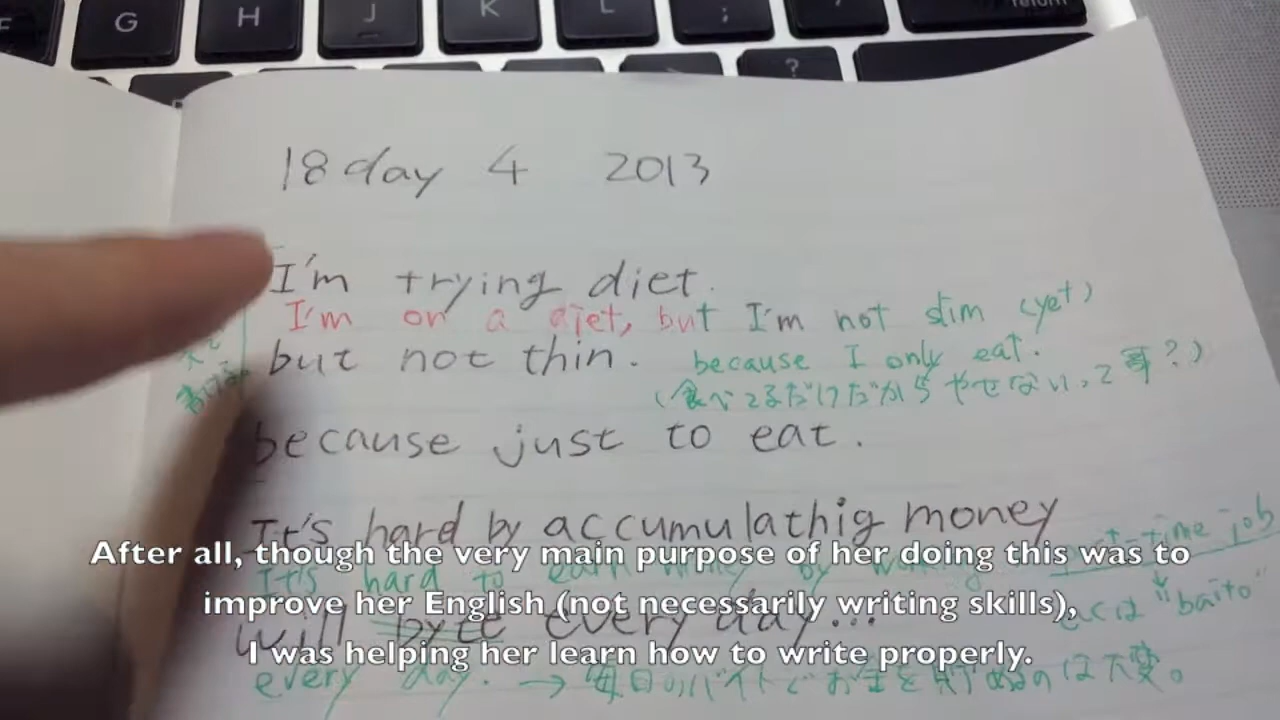 G H J K L ; return
?
18 day 4 2013
I'm trying diet.
I'm on a diet, but I'm not slim (yet)
but not thin. because I only eat.
(食べてるだけだからやせないって事?)
because just to eat.
It's hard by accumulathig money
part-time job
After all, though the very main purpose of her doing this was to
It's hard to earn money by working
improve her English (not necessarily writing skills),
"baito"
will byte every day...
I was helping her learn how to write properly.
every day. → 毎日のバイトでお金を貯めるのは大変。